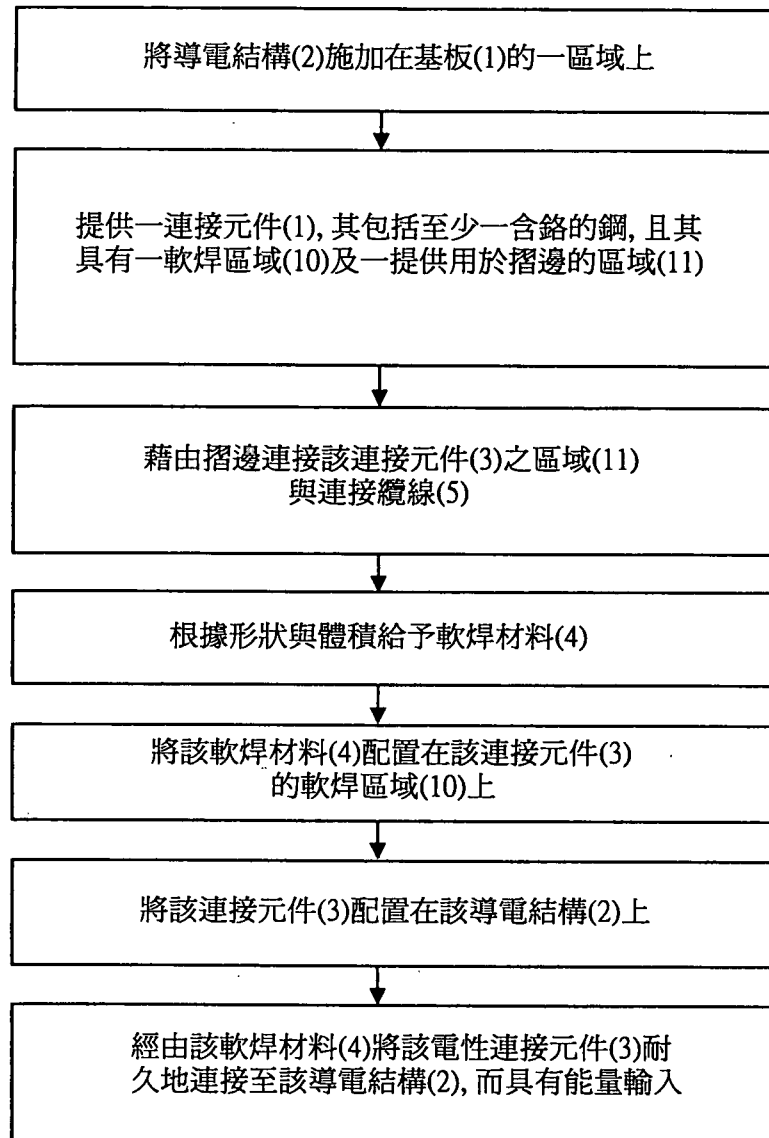 將導電結構(2)施加在基板(1)的一區域上
提供一連接元件(1), 其包括至少一含鉻的鋼, 且其
具有一軟焊區域(10)及一提供用於摺邊的區域(11)
藉由摺邊連接該連接元件(3)之區域(11)
與連接纜線(5)
根據形狀與體積給予軟焊材料(4)
將該軟焊材料(4)配置在該連接元件(3)
的軟焊區域(10)上
將該連接元件(3)配置在該導電結構(2)上
經由該軟焊材料(4)將該電性連接元件(3)耐
久地連接至該導電結構(2), 而具有能量輸入